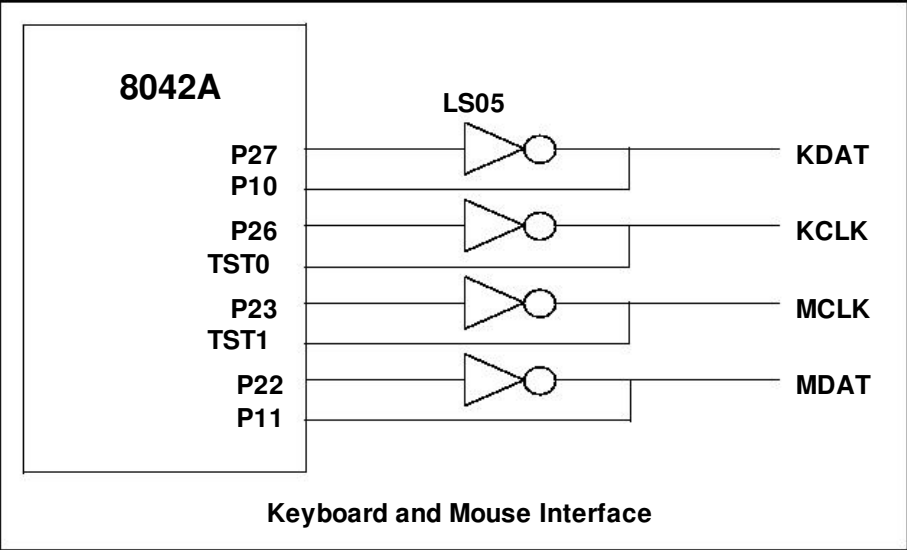 8042A
LS05
P27
KDAT
P10
P26
KCLK
TST0
P23
MCLK
TST1
P22
MDAT
P11
Keyboard and Mouse Interface